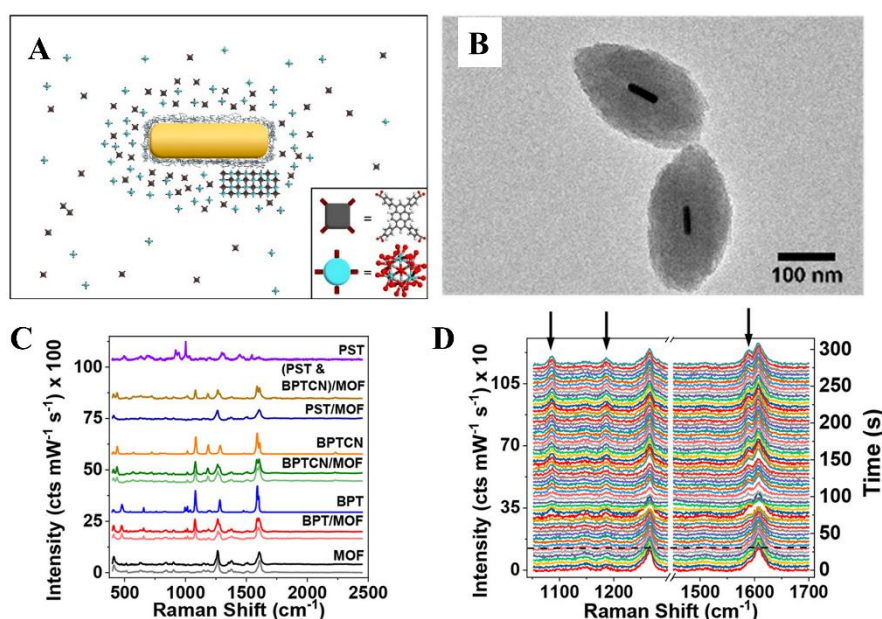 A
=
=
B
100 nm
C
Intensity (cts mW⁻¹ s⁻¹) x 100
100
75
50
25
0
PST
(PST &
BPTCN)/MOF
PST/MOF
BPTCN
BPTCN/MOF
BPT
BPT/MOF
MOF
500 1000 1500 2000 2500
Raman Shift (cm⁻¹)
D
Intensity (cts mW⁻¹ s⁻¹) x 10
105
70
35
0
300
250
200
150
100
50
0
Time (s)
1100 1200 1500 1600 1700
Raman Shift (cm⁻¹)